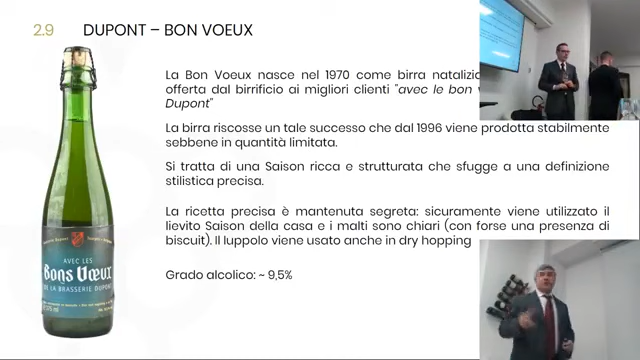 2.9 DUPONT – BON VOEUX
La Bon Voeux nasce nel 1970 come birra natalizia
offerta dal birrificio ai migliori clienti "avec le bon
Dupont"
La birra riscosse un tale successo che dal 1996 viene prodotta stabilmente
sebbene in quantità limitata.
Si tratta di una Saison ricca e strutturata che sfugge a una definizione
stilistica precisa.
La ricetta precisa è mantenuta segreta: sicuramente viene utilizzato il
lievito Saison della casa e i malti sono chiari (con forse una presenza di
biscuit). Il luppolo viene usato anche in dry hopping
Grado alcolico: ~ 9,5%
AVEC LES
Bons Vœux
DE LA BRASSERIE DUPONT